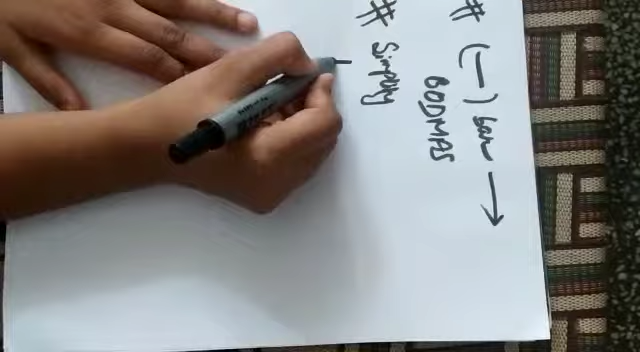 # (—) bar →
BODMAS
# Simplify